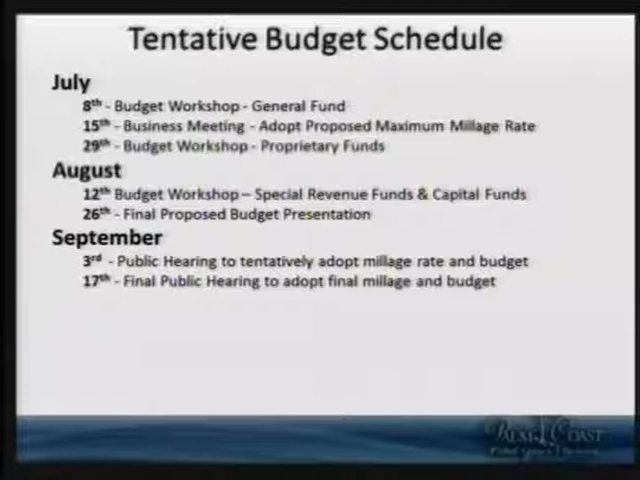 Tentative Budget Schedule
July
8th - Budget Workshop - General Fund
15th - Business Meeting - Adopt Proposed Maximum Millage Rate
29th - Budget Workshop - Proprietary Funds
August
12th Budget Workshop – Special Revenue Funds & Capital Funds
26th - Final Proposed Budget Presentation
September
3rd - Public Hearing to tentatively adopt millage rate and budget
17th - Final Public Hearing to adopt final millage and budget
PALM COAST